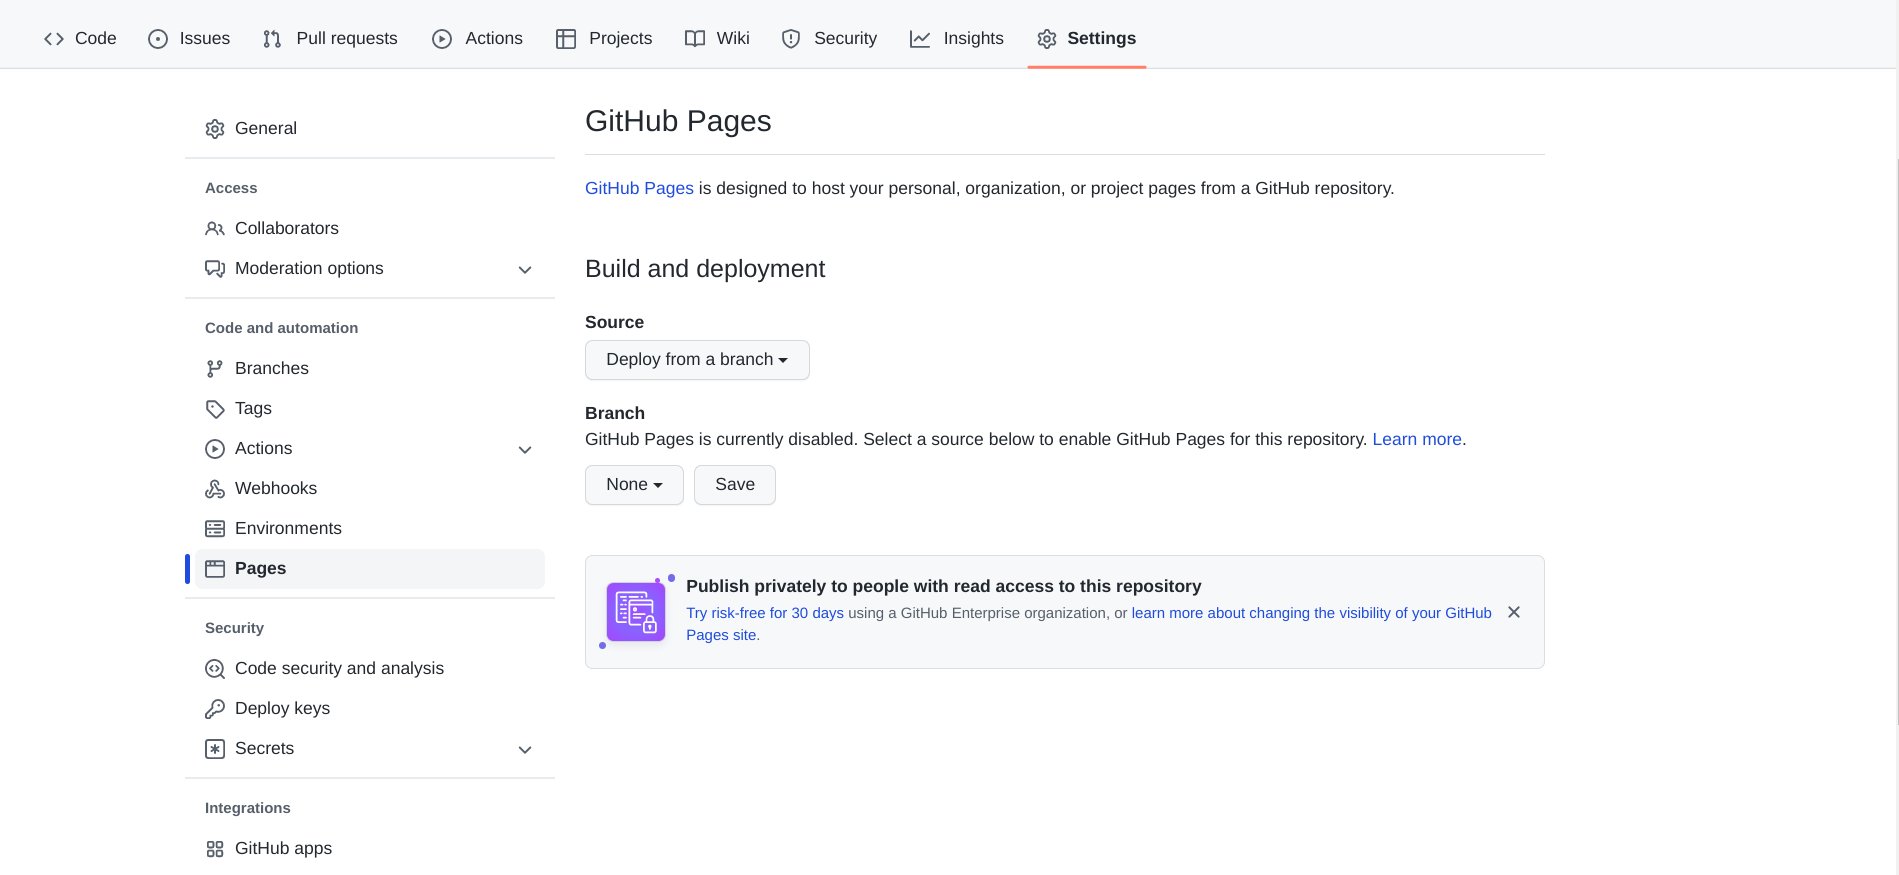 Code Issues Pull requests Actions Projects Wiki Security Insights Settings
General
Access
Collaborators
Moderation options
Code and automation
Branches
Tags
Actions
Webhooks
Environments
Pages
Security
Code security and analysis
Deploy keys
Secrets
Integrations
GitHub apps
GitHub Pages
GitHub Pages is designed to host your personal, organization, or project pages from a GitHub repository.
Build and deployment
Source
Deploy from a branch
Branch
GitHub Pages is currently disabled. Select a source below to enable GitHub Pages for this repository. Learn more.
None Save
Publish privately to people with read access to this repository
Try risk-free for 30 days using a GitHub Enterprise organization, or learn more about changing the visibility of your GitHub
Pages site.